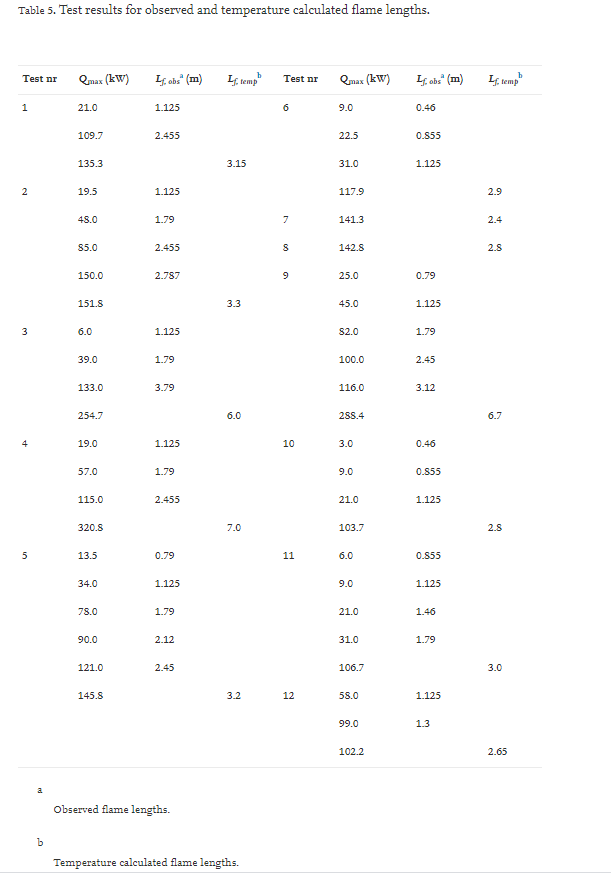 Table 5. Test results for observed and temperature calculated flame lengths.
Test nr Qmax (kW) Lf, obs a (m) Lf, temp b Test nr Qmax (kW) Lf, obs a (m) Lf, temp b
1 21.0 1.125 6 9.0 0.46
109.7 2.455 22.5 0.855
135.3 3.15 31.0 1.125
2 19.5 1.125 117.9 2.9
48.0 1.79 7 141.3 2.4
85.0 2.455 8 142.8 2.8
150.0 2.787 9 25.0 0.79
151.8 3.3 45.0 1.125
3 6.0 1.125 82.0 1.79
39.0 1.79 100.0 2.45
133.0 3.79 116.0 3.12
254.7 6.0 288.4 6.7
4 19.0 1.125 10 3.0 0.46
57.0 1.79 9.0 0.855
115.0 2.455 21.0 1.125
320.8 7.0 103.7 2.8
5 13.5 0.79 11 6.0 0.855
34.0 1.125 9.0 1.125
78.0 1.79 21.0 1.46
90.0 2.12 31.0 1.79
121.0 2.45 106.7 3.0
145.8 3.2 12 58.0 1.125
99.0 1.3
102.2 2.65
a
Observed flame lengths.
b
Temperature calculated flame lengths.